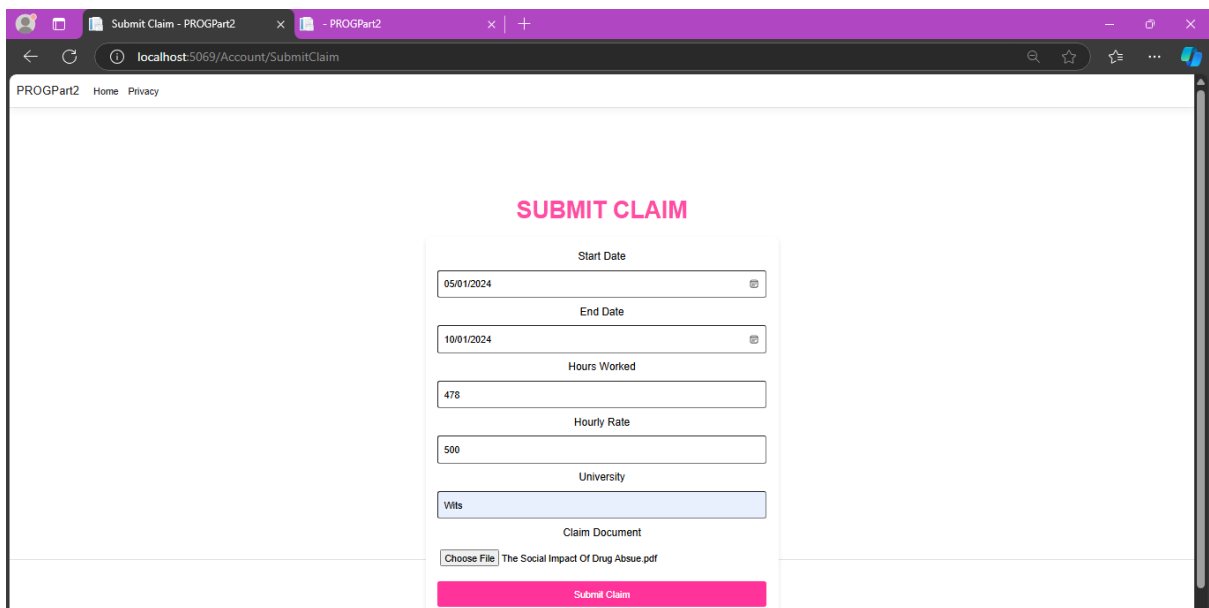 Submit Claim - PROGPart2 - PROGPart2
localhost:5069/Account/SubmitClaim
PROGPart2 Home Privacy
SUBMIT CLAIM
Start Date
05/01/2024
End Date
10/01/2024
Hours Worked
478
Hourly Rate
500
University
Wits
Claim Document
Choose File The Social Impact Of Drug Absue.pdf
Submit Claim